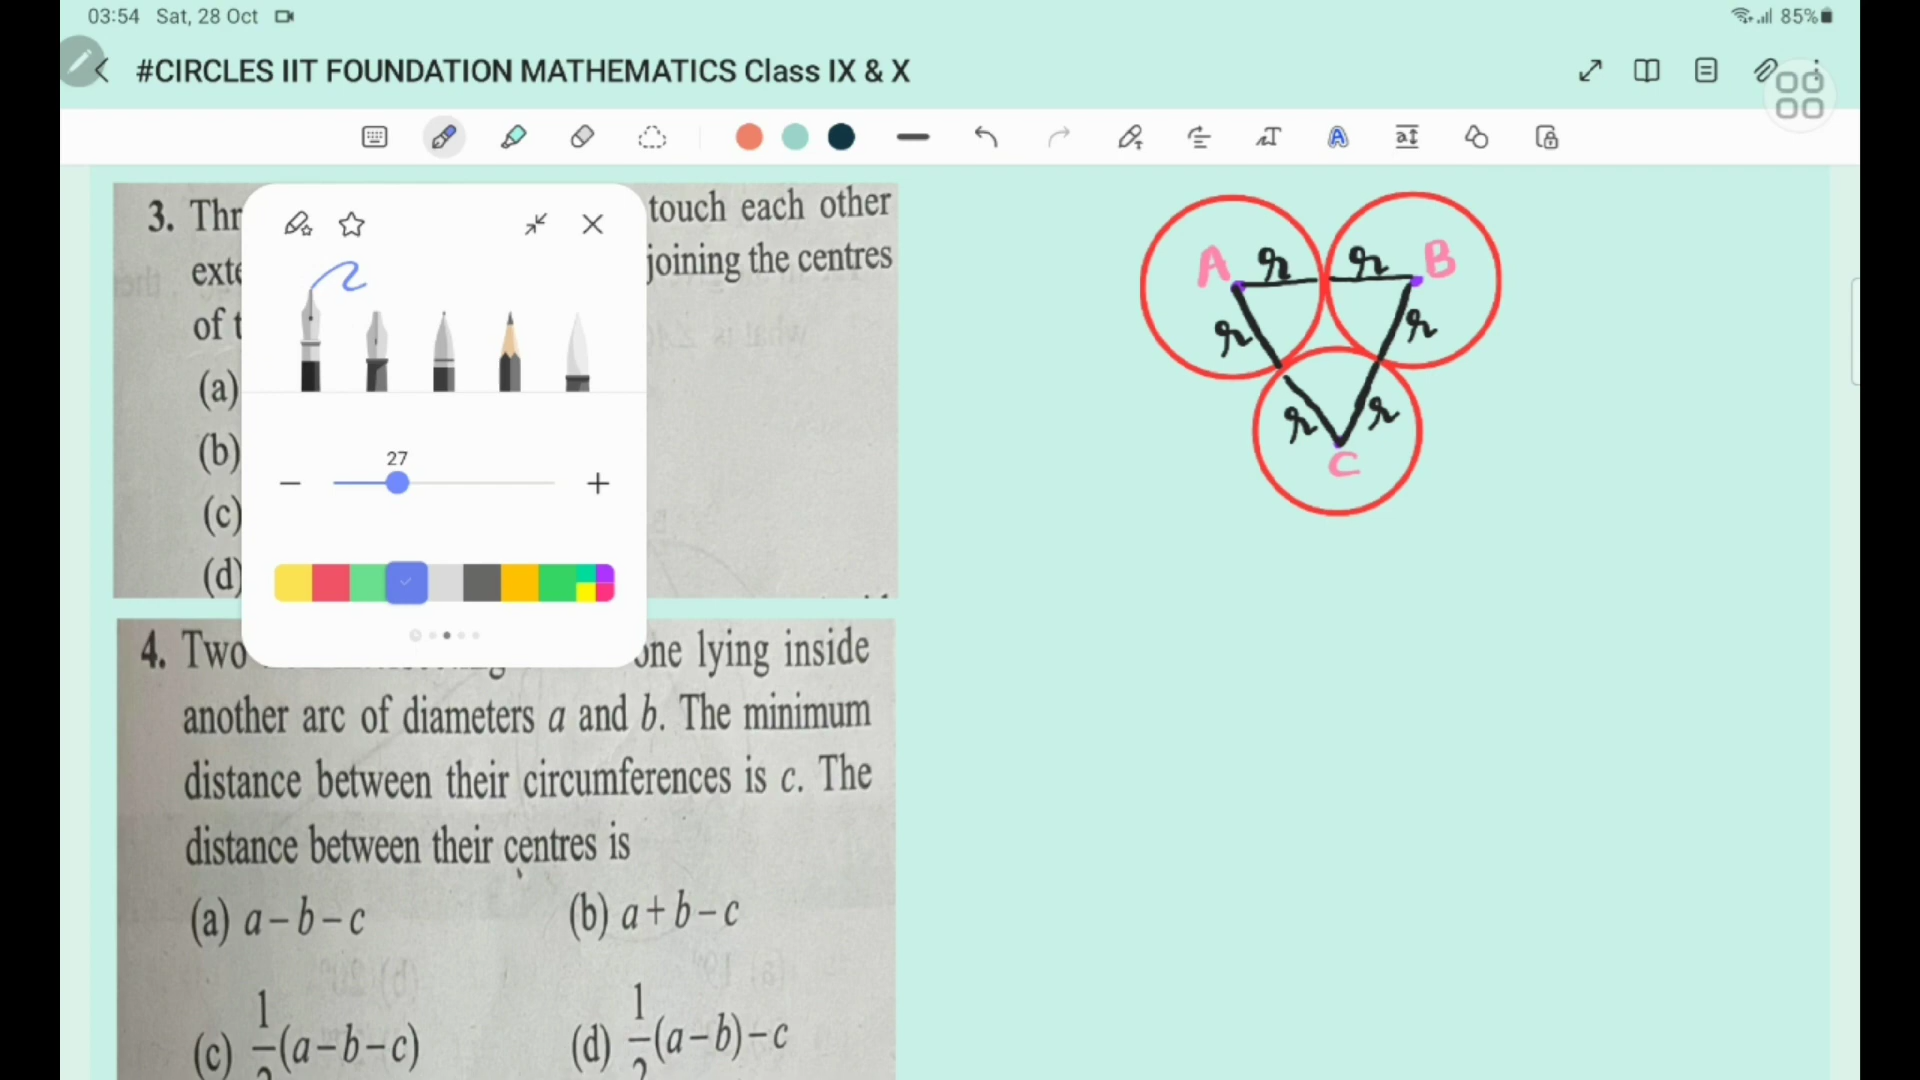 03:54 Sat, 28 Oct
85%
#CIRCLES IIT FOUNDATION MATHEMATICS Class IX & X
3. Thr touch each other
exte joining the centres
of t
(a)
(b)
(c)
(d)
27
A r r B
r r
r r
C
4. Two one lying inside
another arc of diameters a and b. The minimum
distance between their circumferences is c. The
distance between their centres is
(a) a – b – c (b) a + b – c
(c) 1/2 (a – b – c) (d) 1/2 (a – b) – c